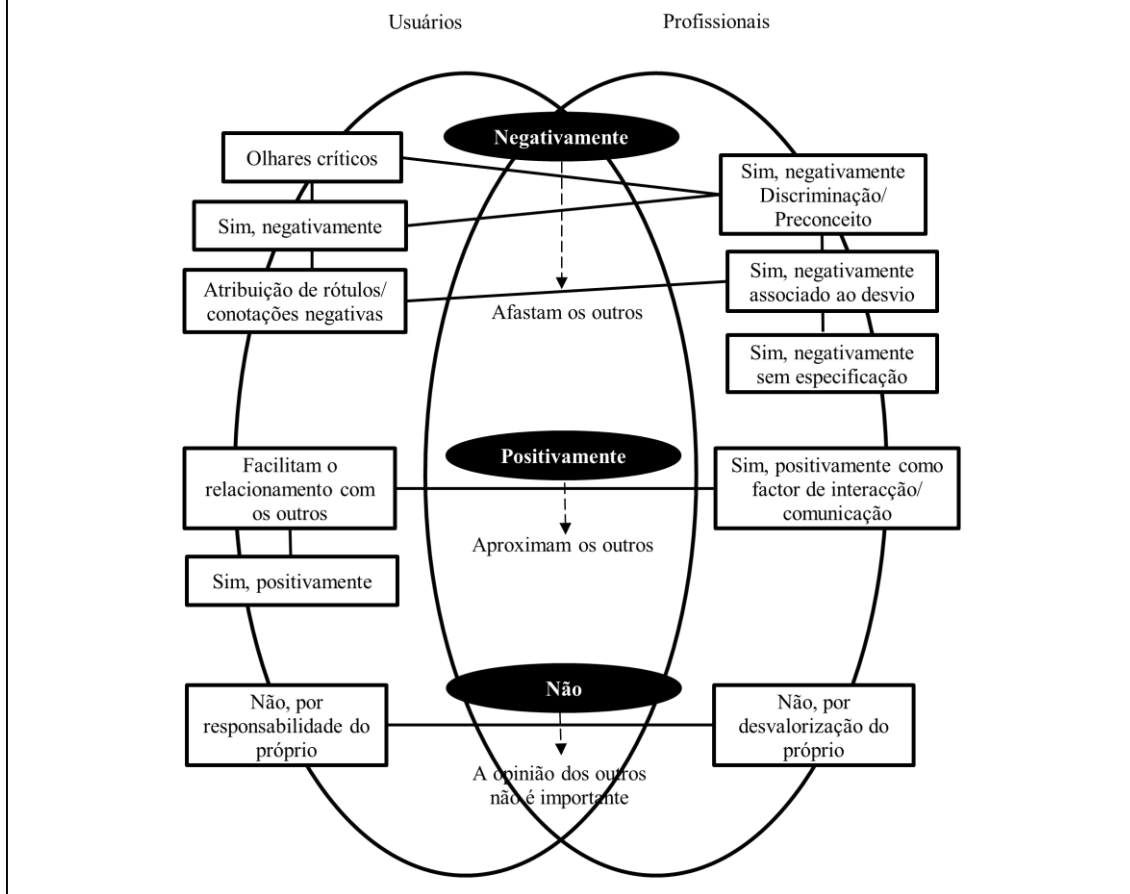 Usuários
Profissionais
Negativamente
Olhares críticos
Sim, negativamente
Discriminação/
Preconceito
Sim, negativamente
Atribuição de rótulos/
conotações negativas
Sim, negativamente
associado ao desvio
Afastam os outros
Sim, negativamente
sem especificação
Positivamente
Facilitam o
relacionamento com
os outros
Sim, positivamente como
factor de interacção/
comunicação
Aproximam os outros
Sim, positivamente
Não
Não, por
responsabilidade do
próprio
Não, por
desvalorização do
próprio
A opinião dos outros
não é importante